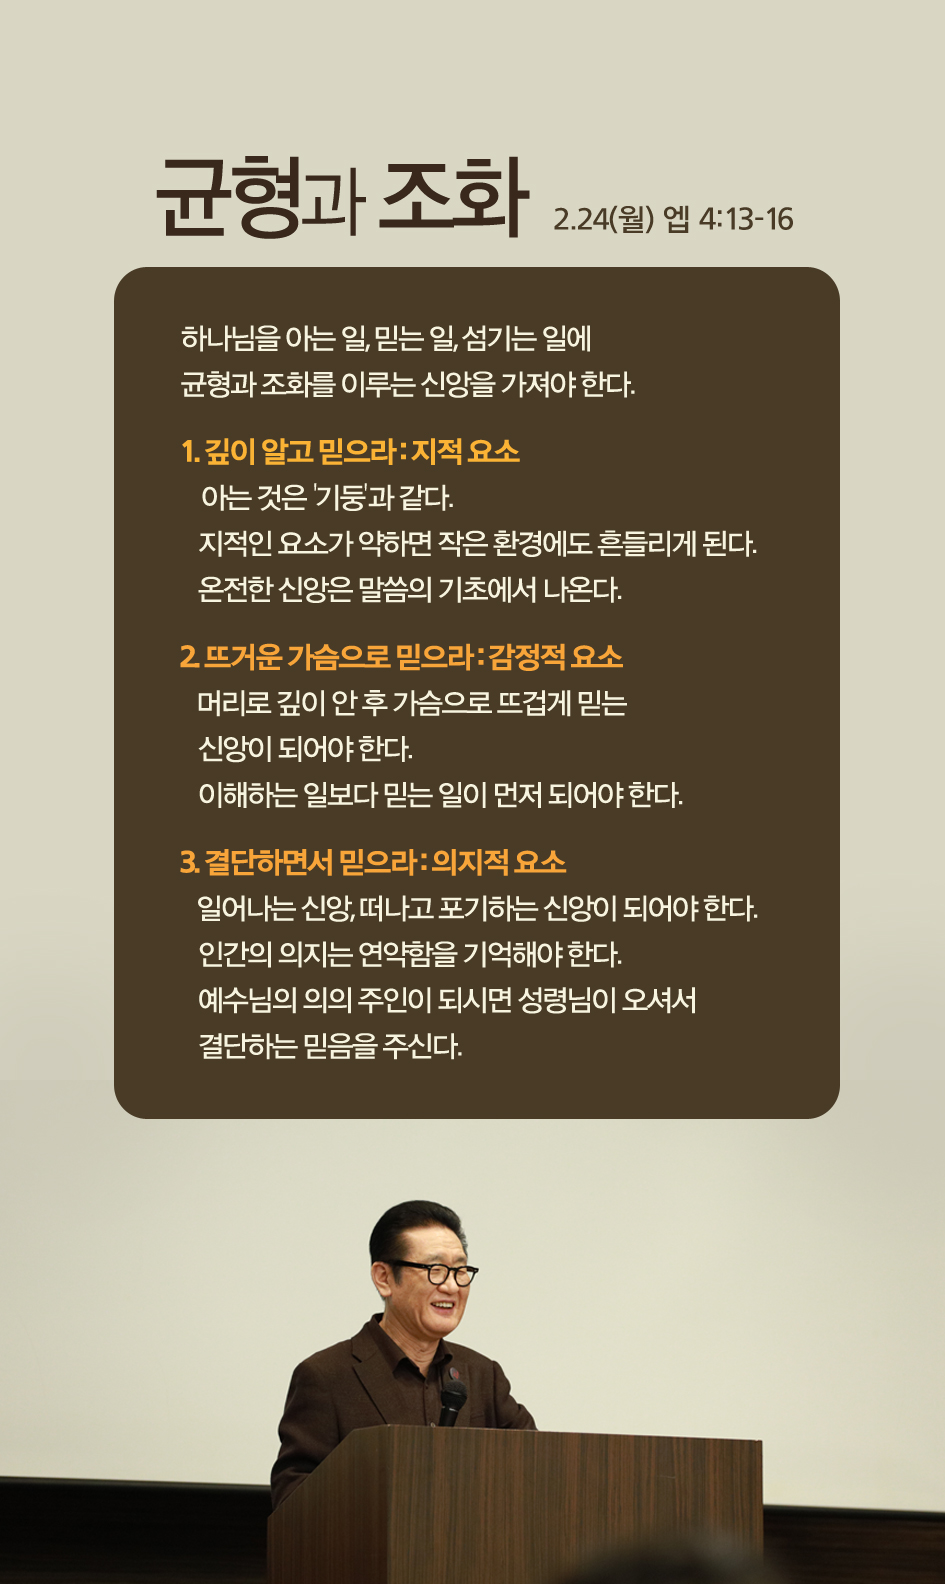 균형과 조화 2.24(월) 엡 4:13-16
하나님을 아는 일, 믿는 일, 섬기는 일에
균형과 조화를 이루는 신앙을 가져야 한다.
1. 깊이 알고 믿으라 : 지적 요소
아는 것은 '기둥'과 같다.
지적인 요소가 약하면 작은 환경에도 흔들리게 된다.
온전한 신앙은 말씀의 기초에서 나온다.
2. 뜨거운 가슴으로 믿으라 : 감정적 요소
머리로 깊이 안 후 가슴으로 뜨겁게 믿는
신앙이 되어야 한다.
이해하는 일보다 믿는 일이 먼저 되어야 한다.
3. 결단하면서 믿으라 : 의지적 요소
일어나는 신앙, 떠나고 포기하는 신앙이 되어야 한다.
인간의 의지는 연약함을 기억해야 한다.
예수님의 의의 주인이 되시면 성령님이 오셔서
결단하는 믿음을 주신다.